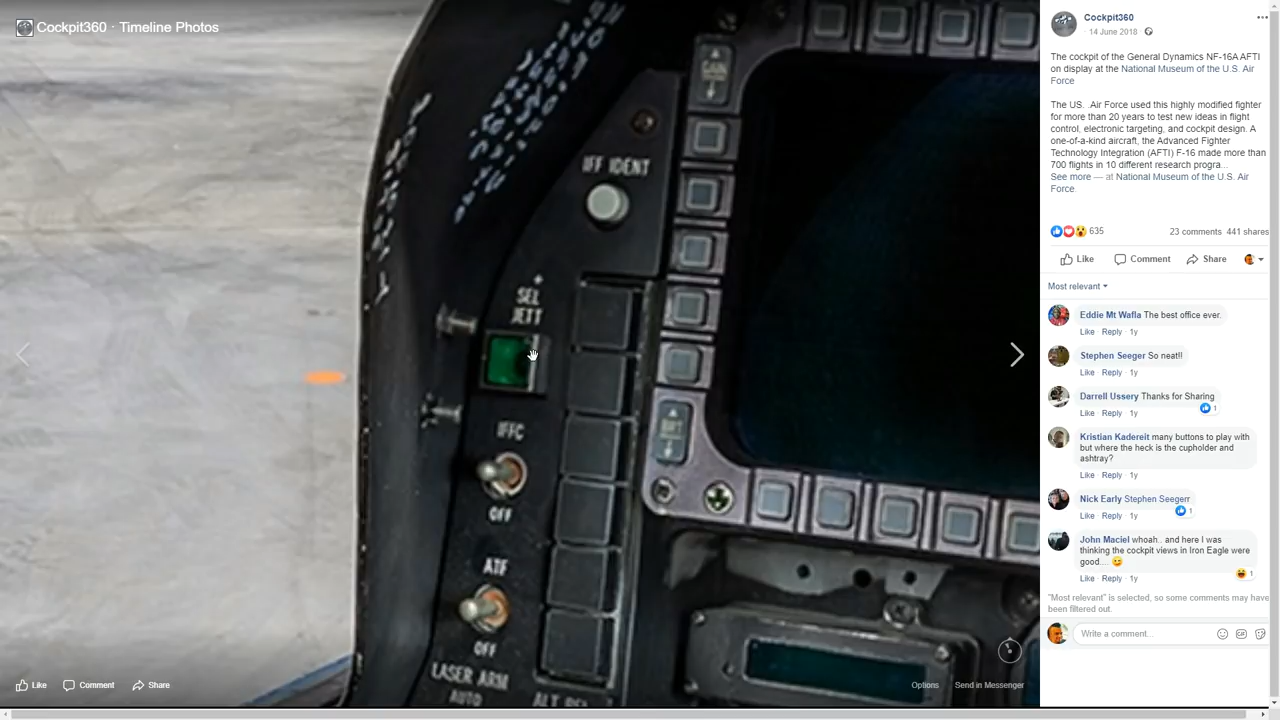 Cockpit360 · Timeline Photos
GAIN
IFF IDENT
SEL
JETT
IFFC
OFF
BRT
ATF
OFF
LASER ARM
AUTO
Like
Comment
Share
Options
Send in Messenger
Cockpit360
· 14 June 2018 ·
The cockpit of the General Dynamics NF-16A AFTI
on display at the National Museum of the U.S. Air
Force
The US. .Air Force used this highly modified fighter
for more than 20 years to test new ideas in flight
control, electronic targeting, and cockpit design. A
one-of-a-kind aircraft, the Advanced Fighter
Technology Integration (AFTI) F-16 made more than
700 flights in 10 different research progra...
See more — at National Museum of the U.S. Air
Force.
635
23 comments 441 shares
Like
Comment
Share
Most relevant
Eddie Mt Wafla The best office ever.
Like · Reply · 1y
Stephen Seeger So neat!!
Like · Reply · 1y
Darrell Ussery Thanks for Sharing
1
Like · Reply · 1y
Kristian Kadereit many buttons to play with
but where the heck is the cupholder and
ashtray?
Like · Reply · 1y
Nick Early Stephen Seegerr
1
Like · Reply · 1y
John Maciel whoah.. and here I was
thinking the cockpit views in Iron Eagle were
good.... 😉
1
Like · Reply · 1y
"Most relevant" is selected, so some comments may have
been filtered out.
Write a comment...